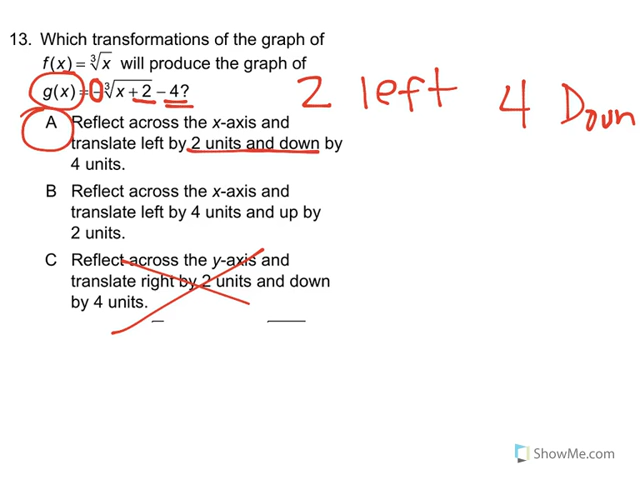 13. Which transformations of the graph of
f(x) = ∛x will produce the graph of
g(x) = −∛x + 2 − 4?
2 left 4 Down
A Reflect across the x-axis and
translate left by 2 units and down by
4 units.
B Reflect across the x-axis and
translate left by 4 units and up by
2 units.
C Reflect across the y-axis and
translate right by 2 units and down
by 4 units.
ShowMe.com